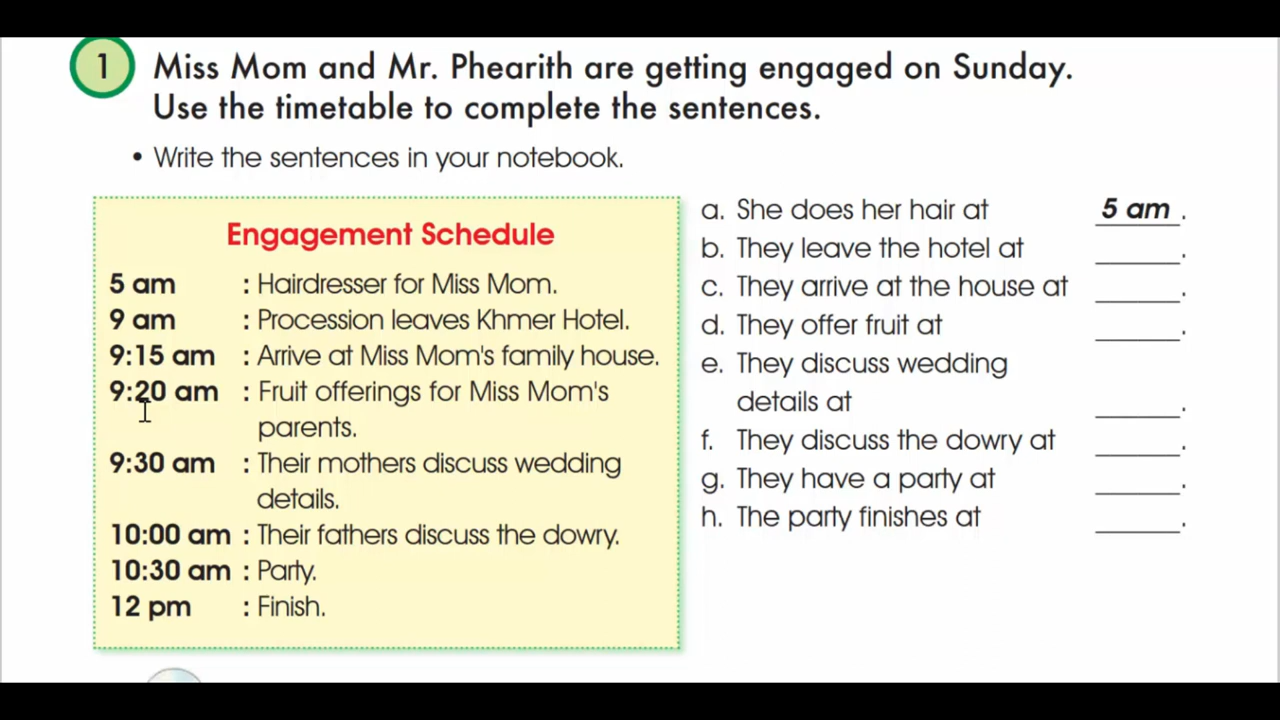 1 Miss Mom and Mr. Phearith are getting engaged on Sunday.
Use the timetable to complete the sentences.
• Write the sentences in your notebook.
Engagement Schedule
5 am : Hairdresser for Miss Mom.
9 am : Procession leaves Khmer Hotel.
9:15 am : Arrive at Miss Mom's family house.
9:20 am : Fruit offerings for Miss Mom's
parents.
9:30 am : Their mothers discuss wedding
details.
10:00 am : Their fathers discuss the dowry.
10:30 am : Party.
12 pm : Finish.
a. She does her hair at 5 am .
b. They leave the hotel at ______.
c. They arrive at the house at ______.
d. They offer fruit at ______.
e. They discuss wedding
details at ______.
f. They discuss the dowry at ______.
g. They have a party at ______.
h. The party finishes at ______.